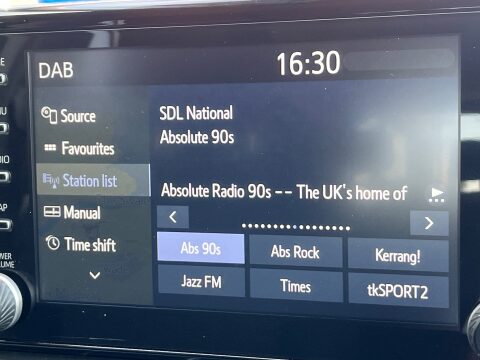 DAB
16:30
Source
Favourites
Station list
Manual
Time shift
SDL National
Absolute 90s
Absolute Radio 90s -- The UK's home of
Abs 90s
Abs Rock
Kerrang!
Jazz FM
Times
tkSPORT2